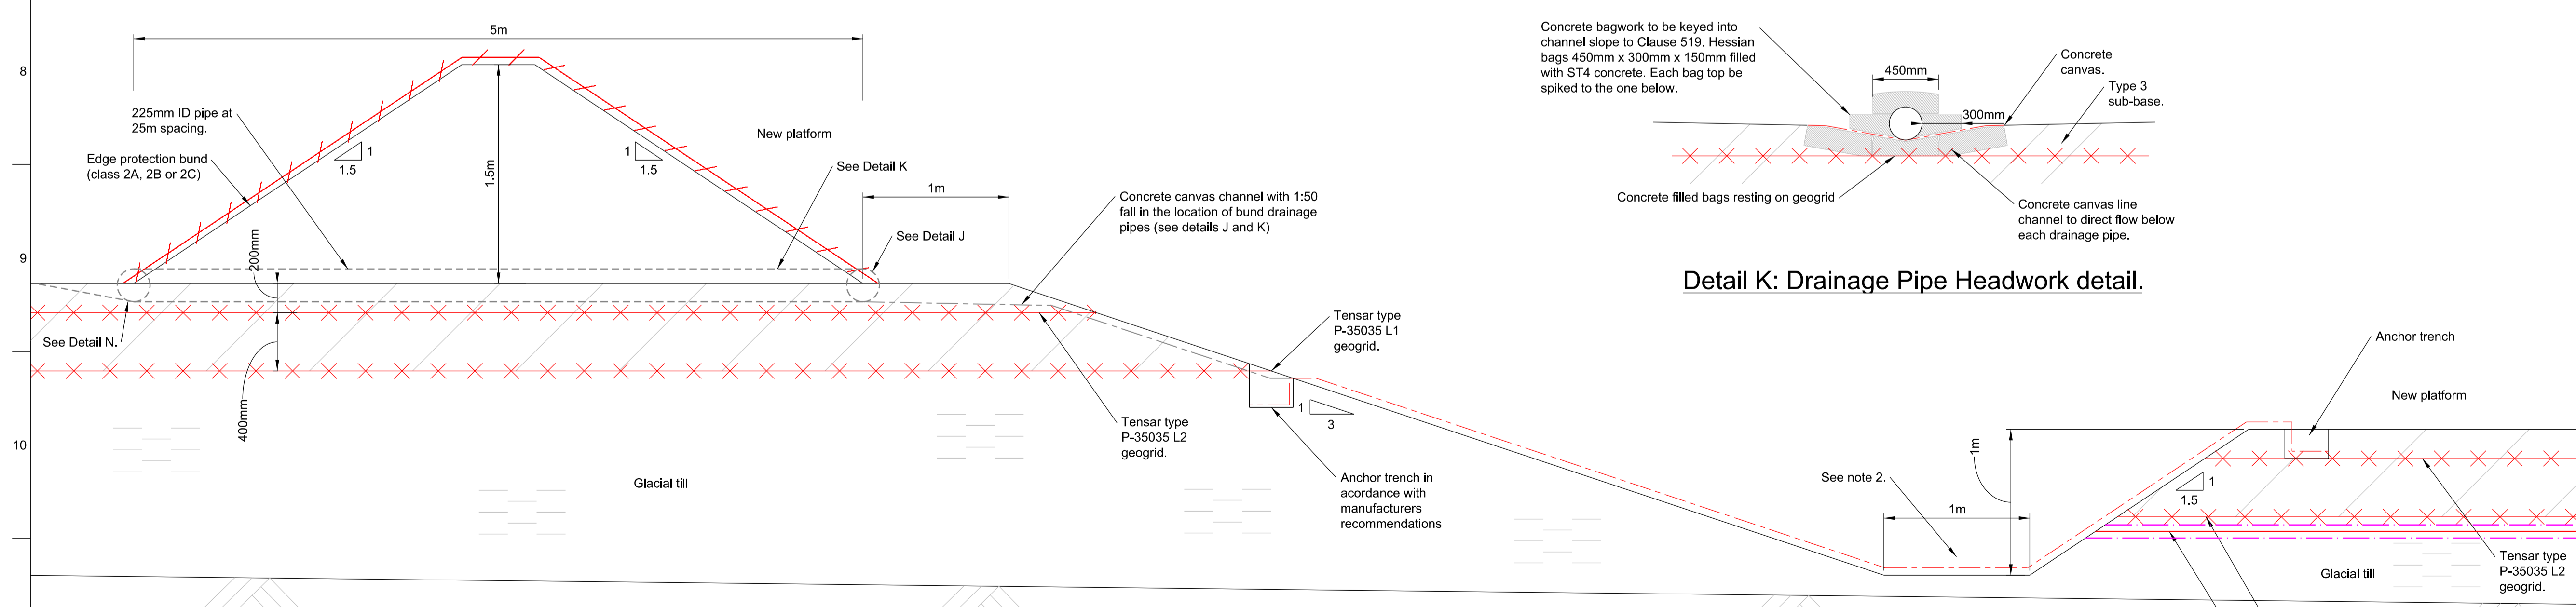 5m
8
225mm ID pipe at
25m spacing.
Edge protection bund
(class 2A, 2B or 2C)
1
1.5
1.5m
1
1.5
New platform
See Detail K
1m
Concrete canvas channel with 1:50
fall in the location of bund drainage
pipes (see details J and K)
See Detail J
9
200mm
See Detail N.
400mm
Tensar type
P-35035 L1
geogrid.
Tensar type
P-35035 L2
geogrid.
1
3
Anchor trench in
acordance with
manufacturers
recommendations
10
Glacial till
Concrete bagwork to be keyed into
channel slope to Clause 519. Hessian
bags 450mm x 300mm x 150mm filled
with ST4 concrete. Each bag top be
spiked to the one below.
450mm
Concrete
canvas.
Type 3
sub-base.
300mm
Concrete filled bags resting on geogrid
Concrete canvas line
channel to direct flow below
each drainage pipe.
Detail K: Drainage Pipe Headwork detail.
Anchor trench
New platform
1m
See note 2.
1m
1
1.5
Tensar type
P-35035 L2
geogrid.
Glacial till